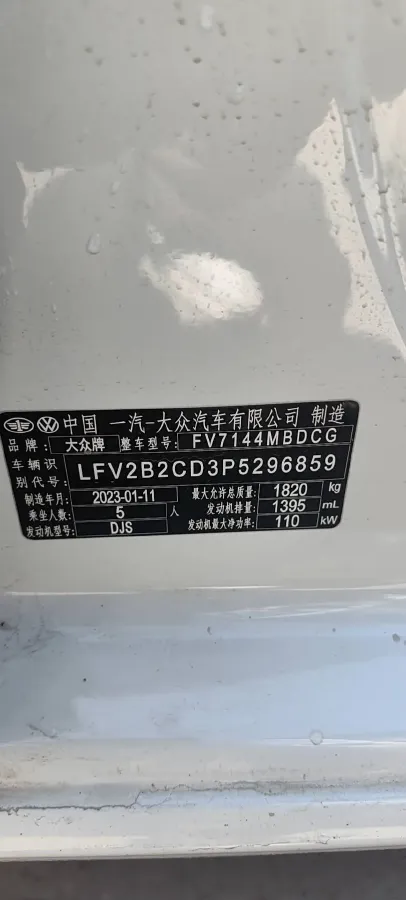 中国 一汽-大众汽车有限公司 制造
品牌: 大众牌 整车型号: FV7144MBDCG
车辆识别代号: LFV2B2CD3P5296859
制造年月: 2023-01-11 最大允许总质量: 1820 kg
乘坐人数: 5 人 发动机排量: 1395 mL
发动机型号: DJS 发动机最大净功率: 110 kW